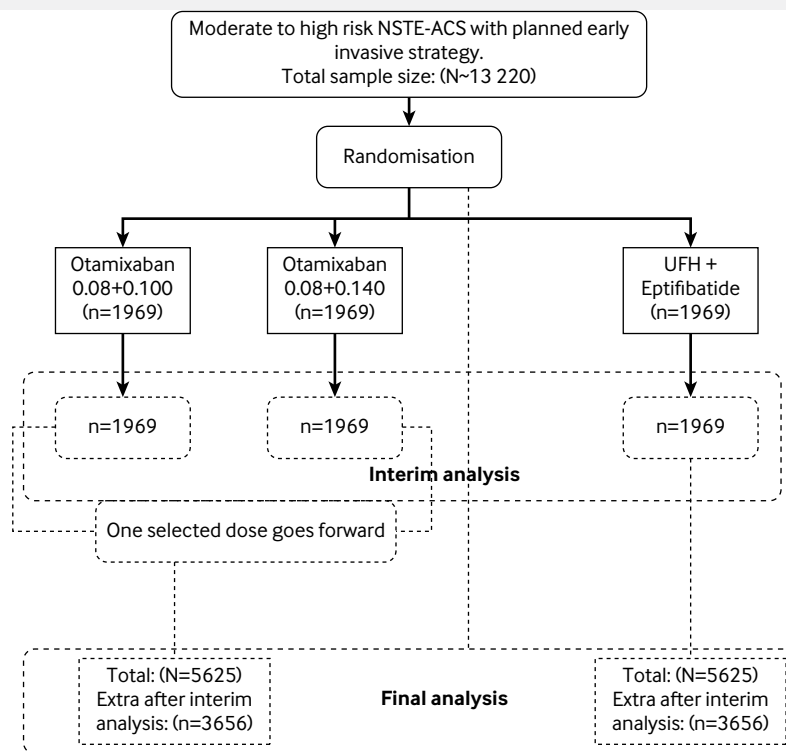 Moderate to high risk NSTE-ACS with planned early
invasive strategy.
Total sample size: (N~13 220)
Randomisation
Otamixaban
0.08+0.100
(n=1969)
Otamixaban
0.08+0.140
(n=1969)
UFH +
Eptifibatide
(n=1969)
n=1969
n=1969
n=1969
Interim analysis
One selected dose goes forward
Total: (N=5625)
Extra after interim
analysis: (n=3656)
Final analysis
Total: (N=5625)
Extra after interim
analysis: (n=3656)